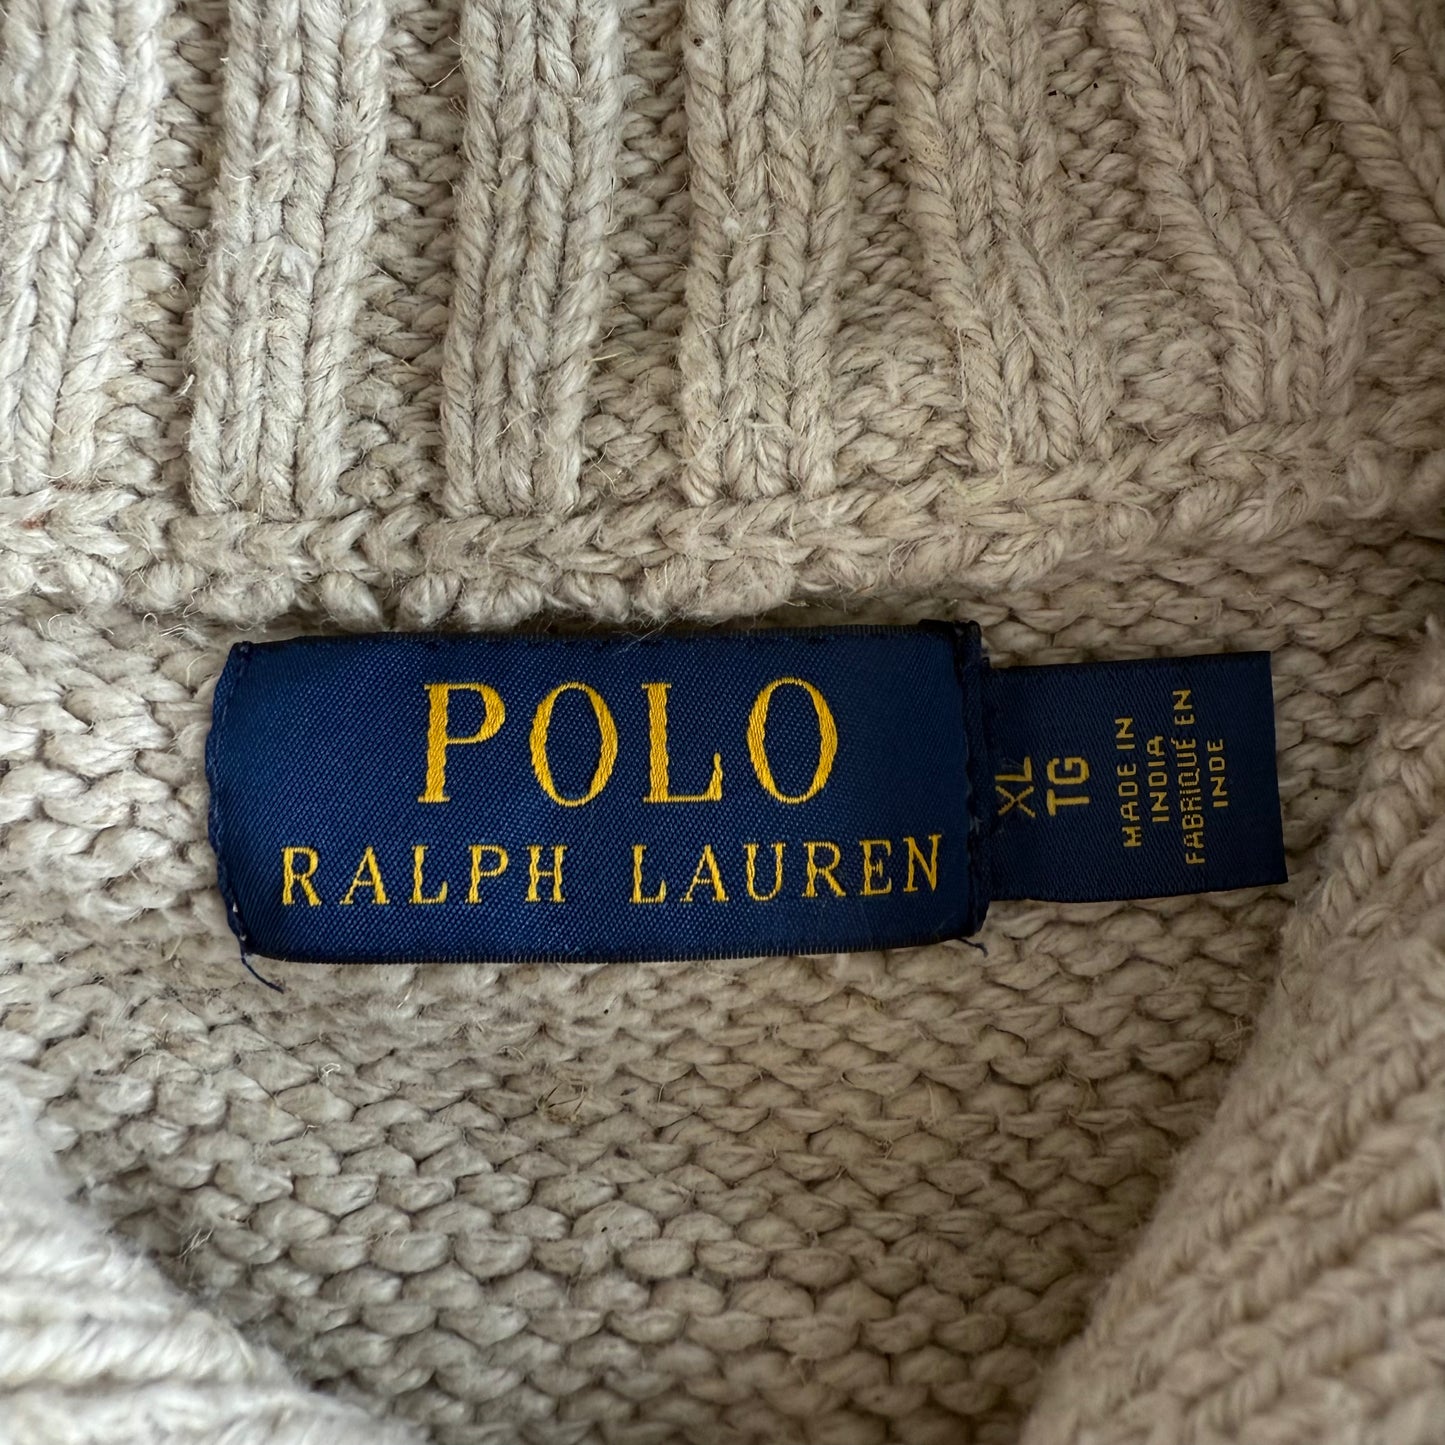 POLO
RALPH LAUREN
XL
TG
MADE IN
INDIA
FABRIQUÉ EN
INDE